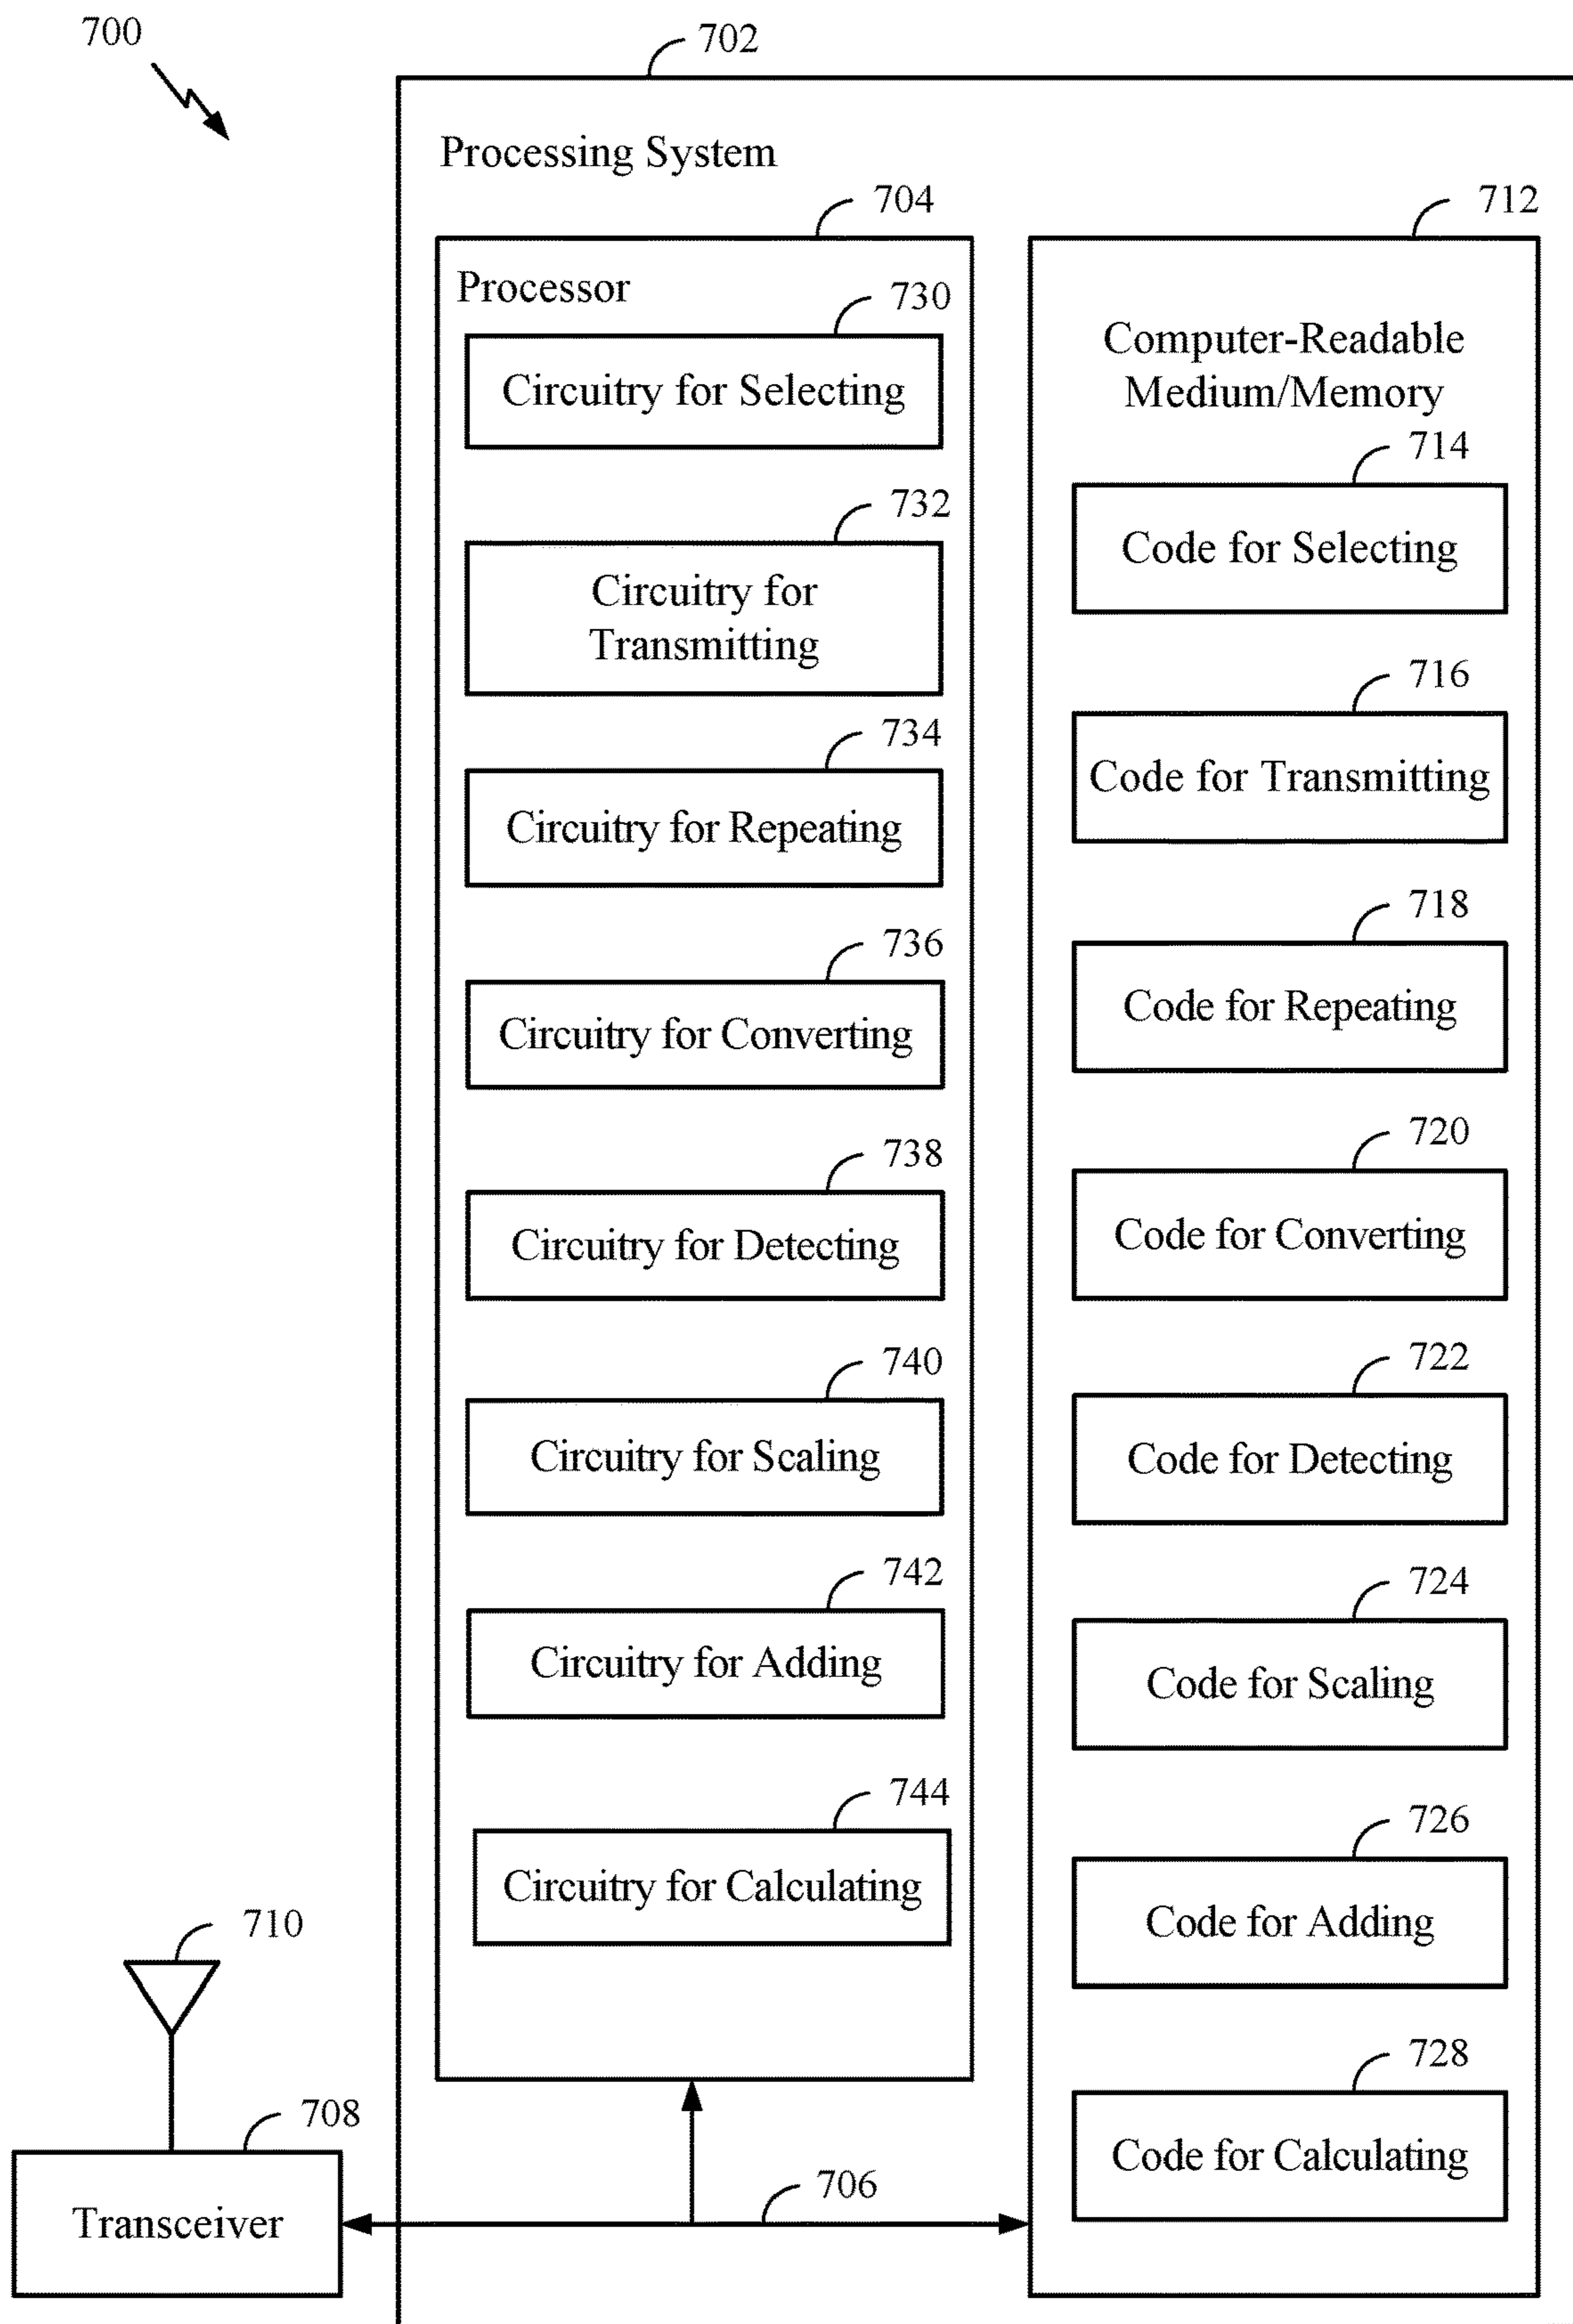 700
702
Processing System
704
Processor
730
Circuitry for Selecting
732
Circuitry for
Transmitting
734
Circuitry for Repeating
736
Circuitry for Converting
738
Circuitry for Detecting
740
Circuitry for Scaling
742
Circuitry for Adding
744
Circuitry for Calculating
712
Computer-Readable
Medium/Memory
714
Code for Selecting
716
Code for Transmitting
718
Code for Repeating
720
Code for Converting
722
Code for Detecting
724
Code for Scaling
726
Code for Adding
728
Code for Calculating
710
708
Transceiver
706